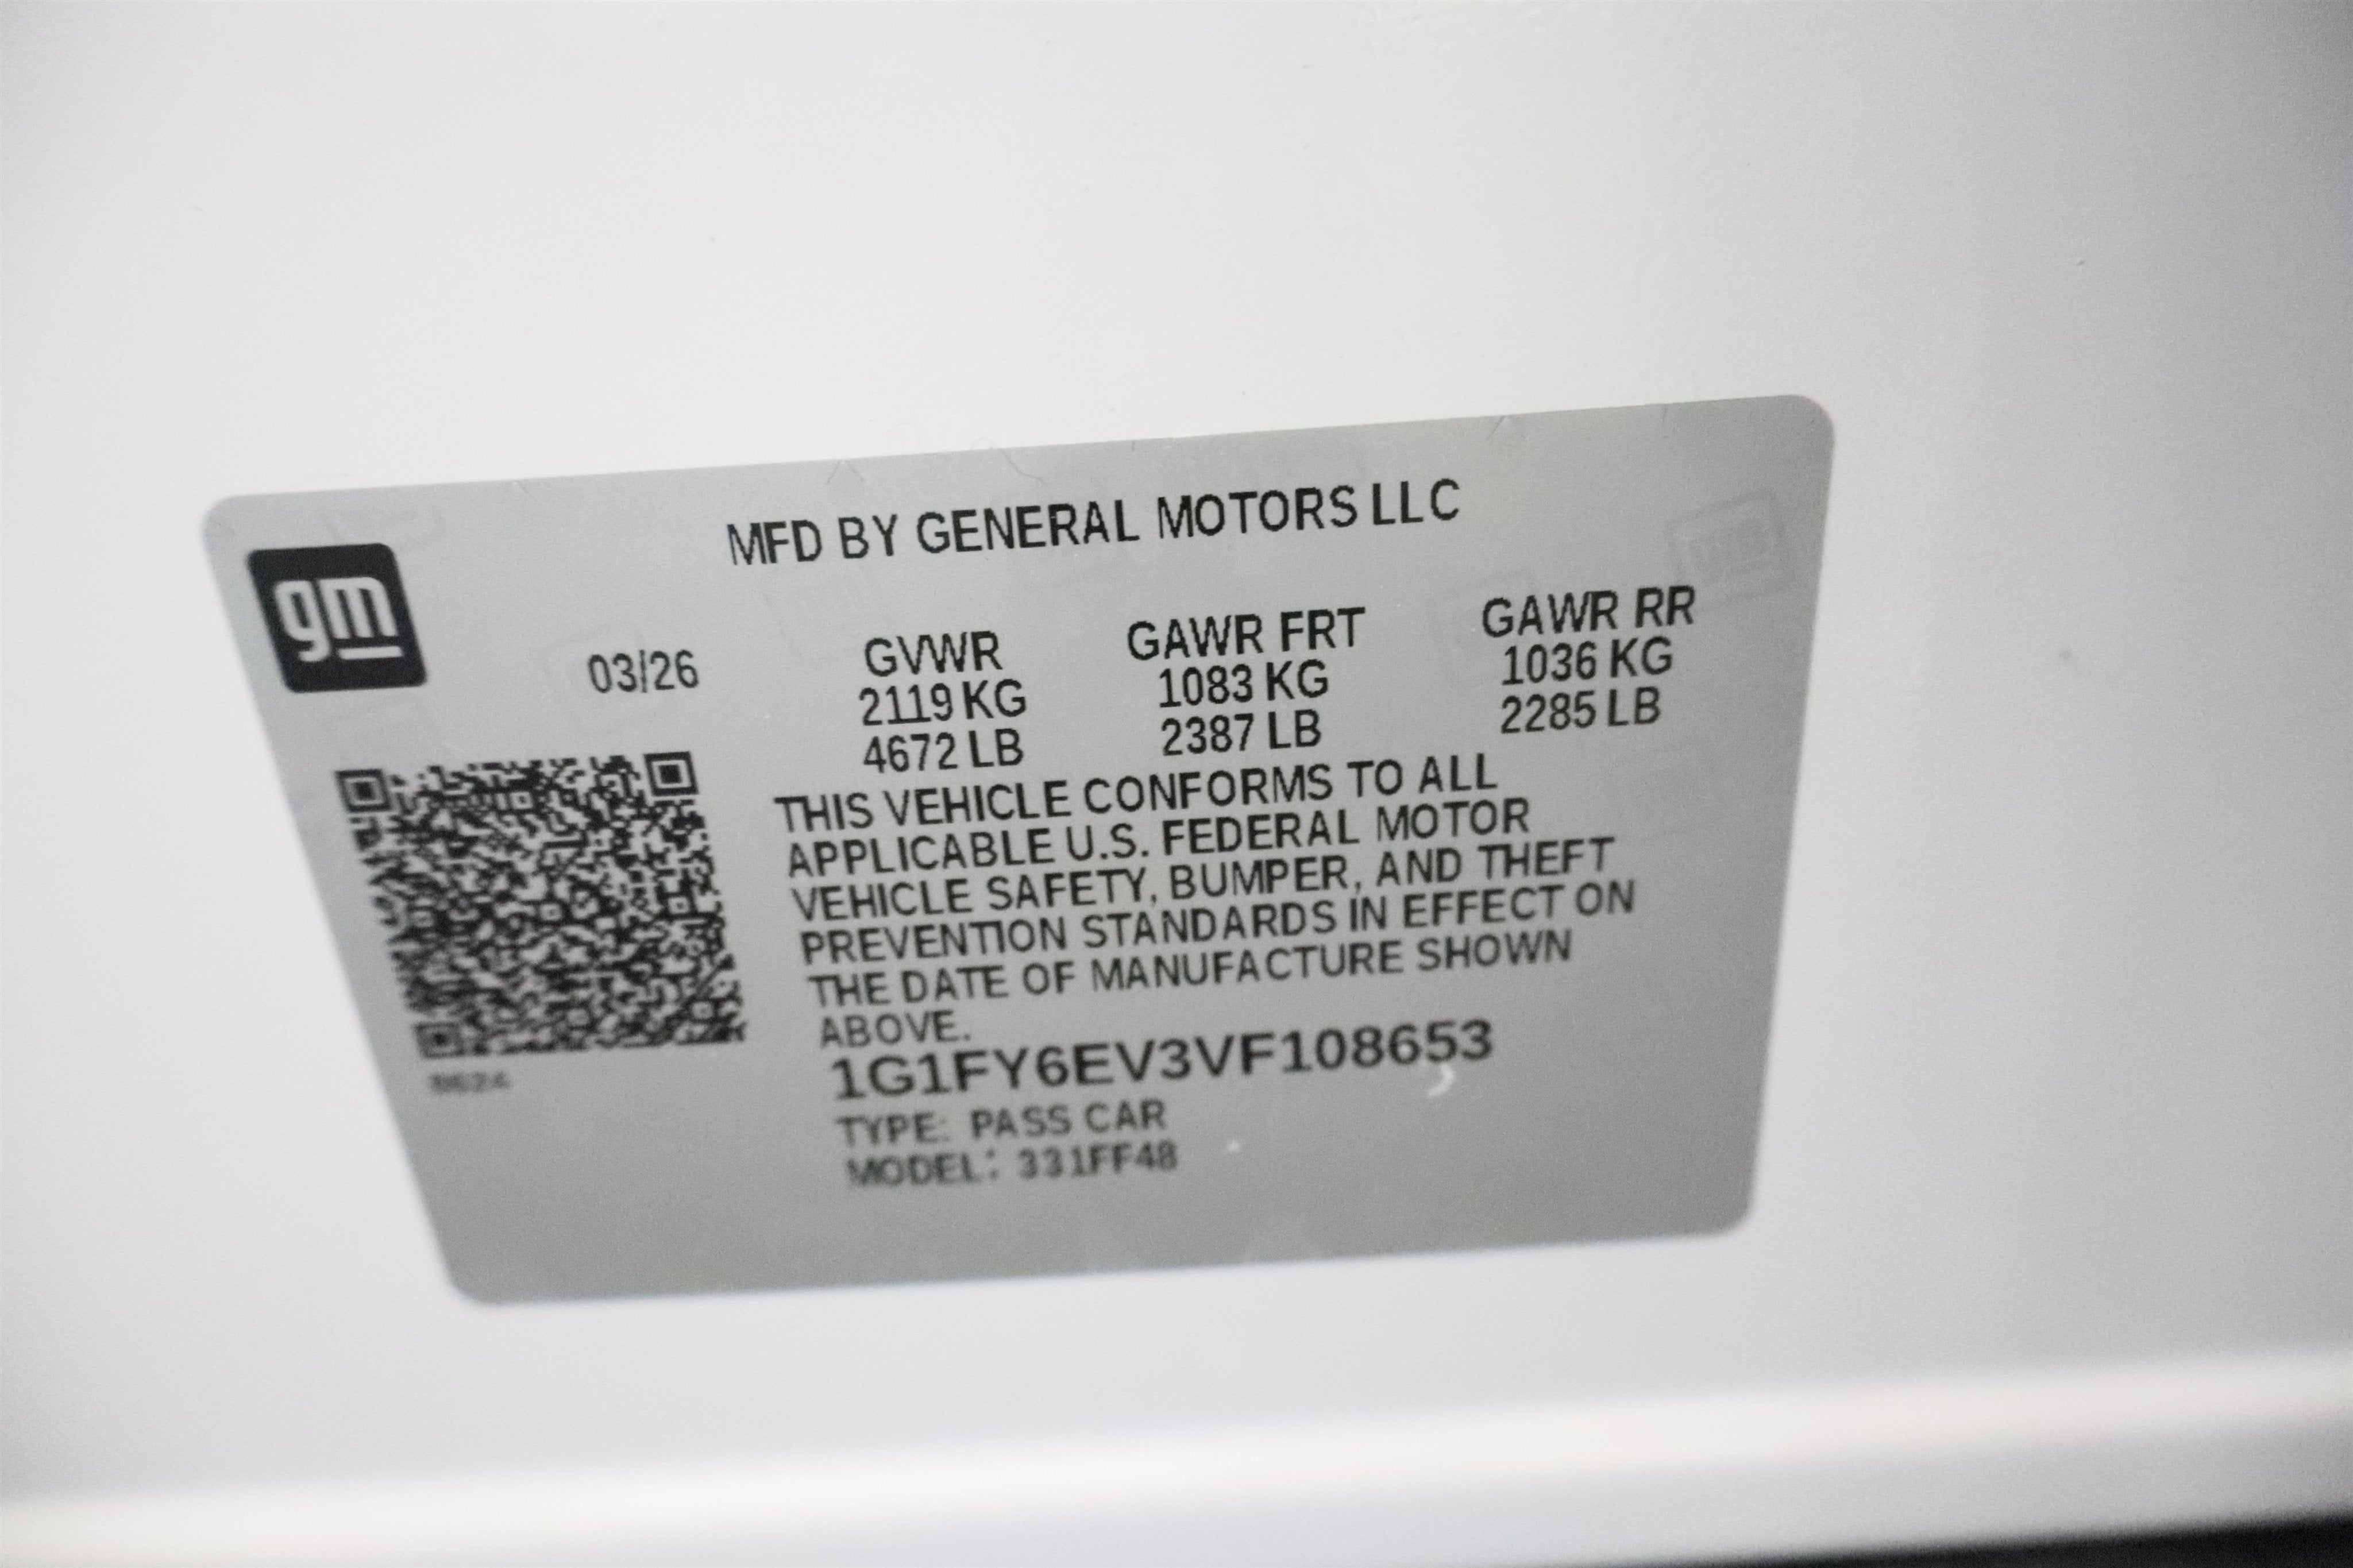 gm
MFD BY GENERAL MOTORS LLC
03/26
GVWR GAWR FRT GAWR RR
2119 KG 1083 KG 1036 KG
4672 LB 2387 LB 2285 LB
THIS VEHICLE CONFORMS TO ALL
APPLICABLE U.S. FEDERAL MOTOR
VEHICLE SAFETY, BUMPER, AND THEFT
PREVENTION STANDARDS IN EFFECT ON
THE DATE OF MANUFACTURE SHOWN
ABOVE.
1G1FY6EV3VF108653
TYPE: PASS CAR
MODEL: 331FF48